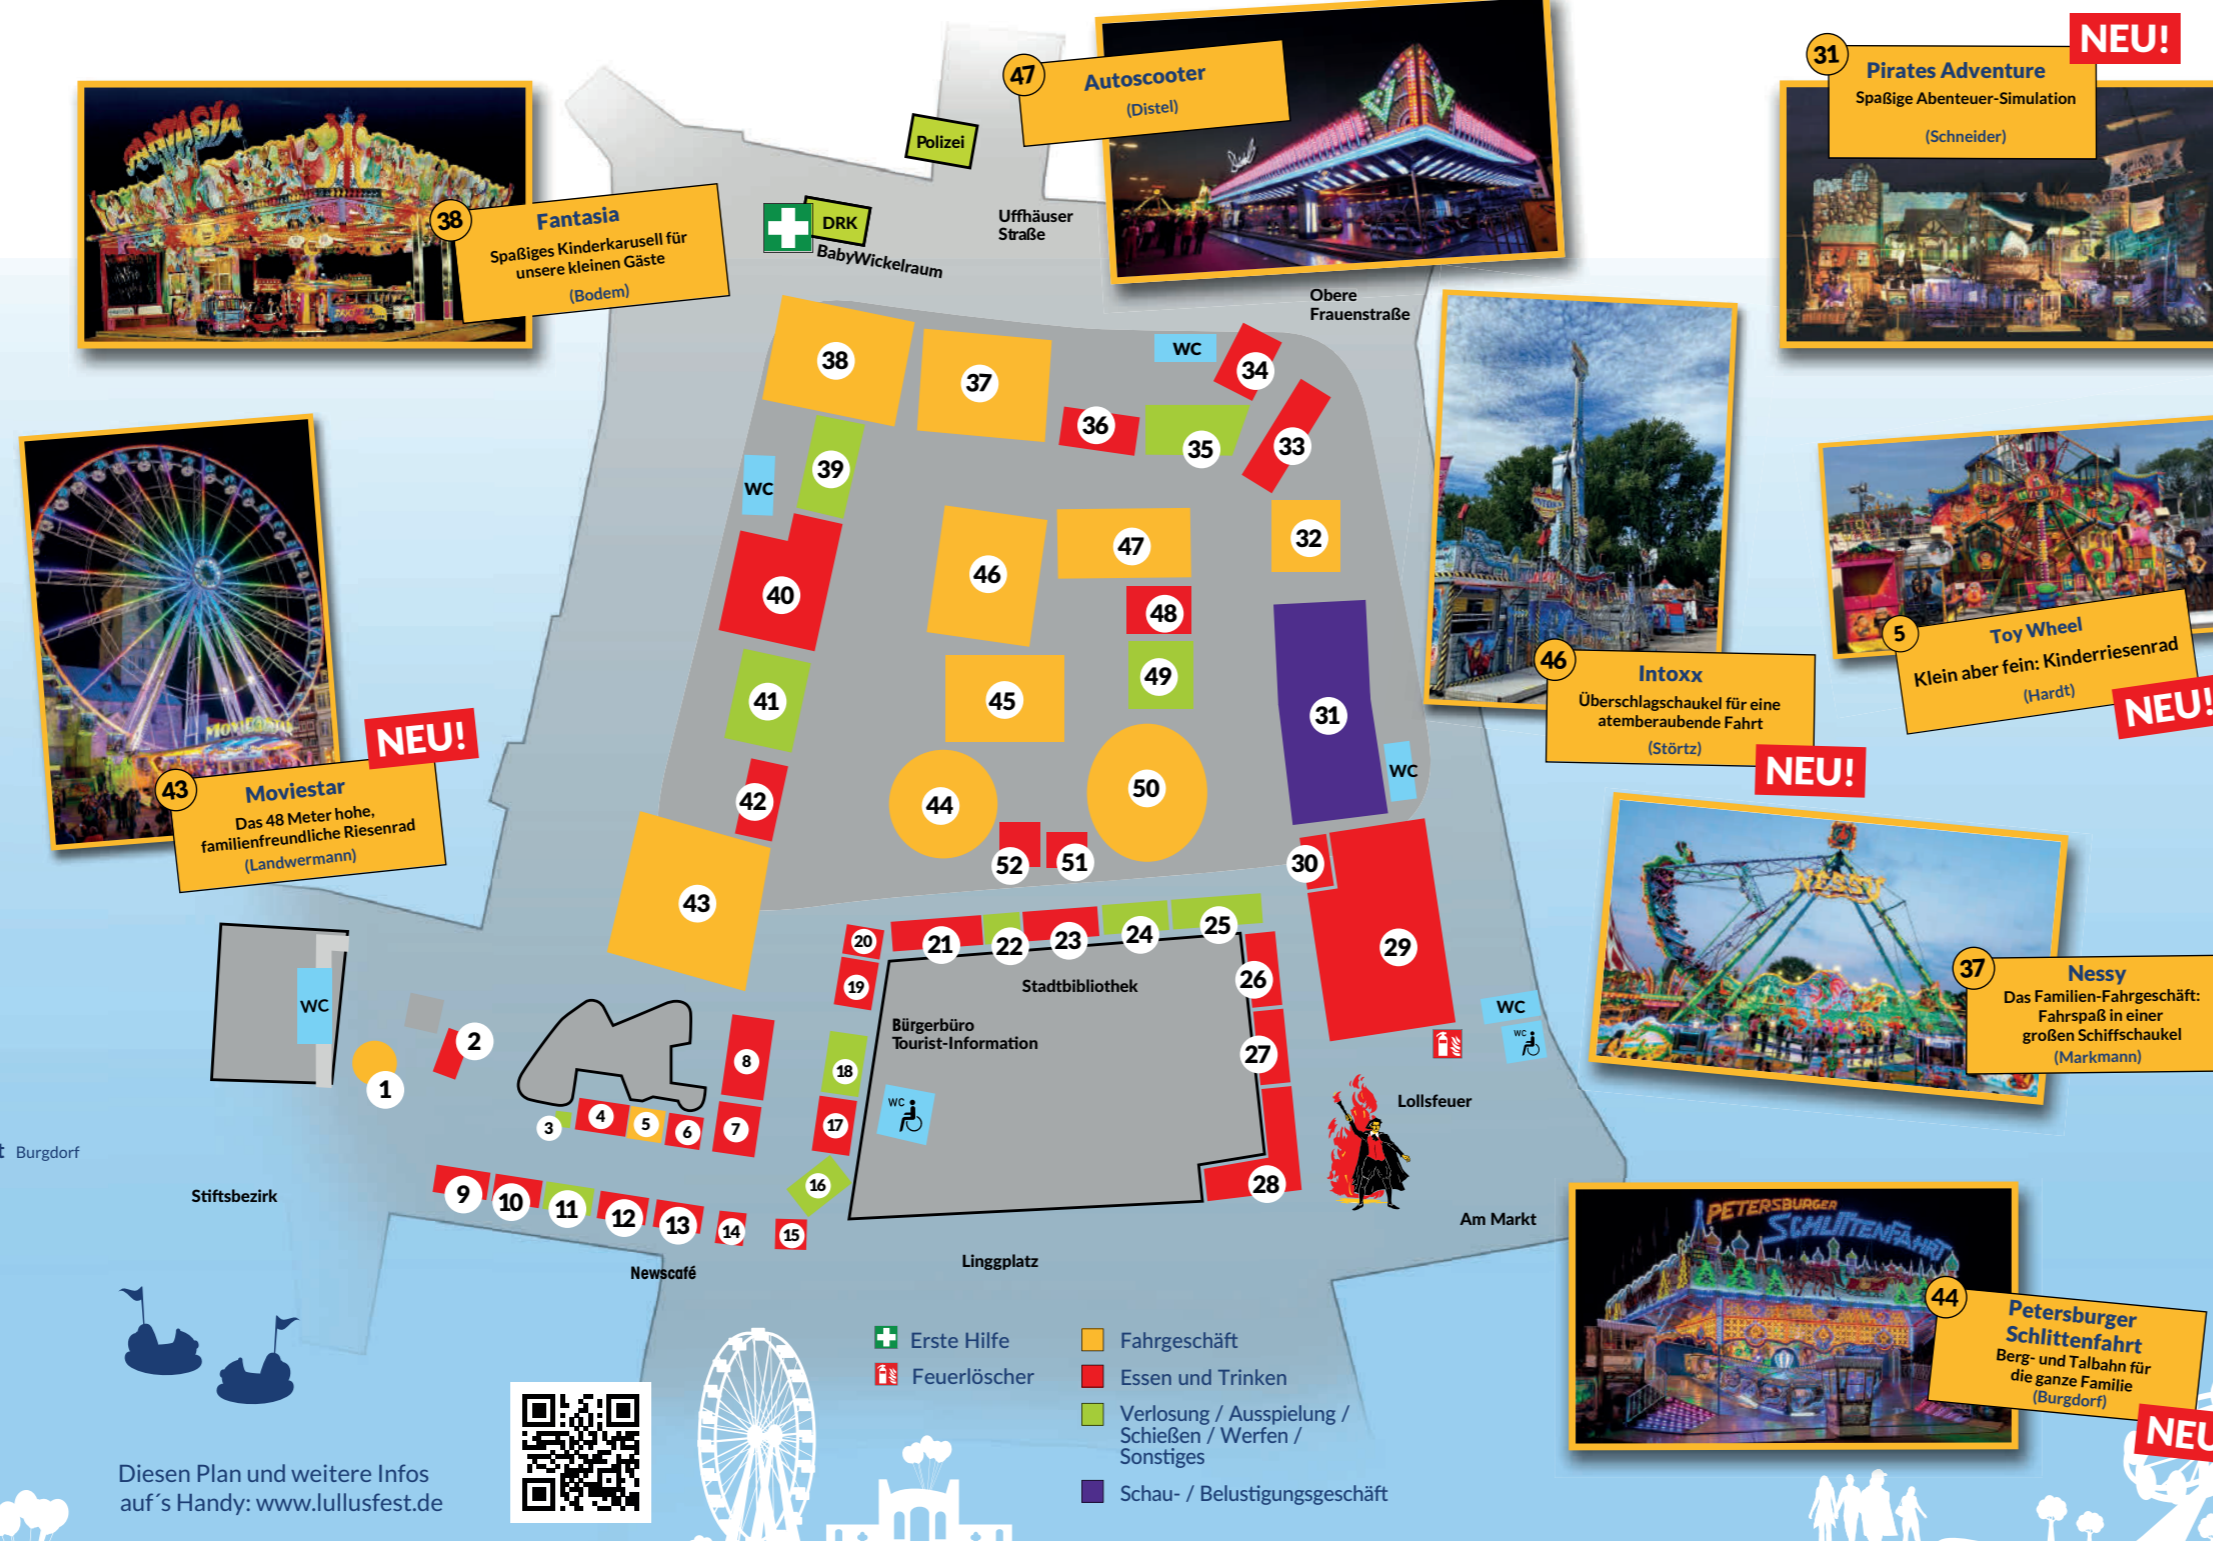 FANTASIA
38
Fantasia
Spaßiges Kinderkarusell für
unsere kleinen Gäste
(Bodem)
47
Autoscooter
(Distel)
NEU!
31
Pirates Adventure
Spaßige Abenteuer-Simulation
(Schneider)
Polizei
DRK
BabyWickelraum
Uffhäuser
Straße
Obere
Frauenstraße
MOVIESTAR
NEU!
43
Moviestar
Das 48 Meter hohe,
familienfreundliche Riesenrad
(Landwermann)
46
Intoxx
Überschlagschaukel für eine
atemberaubende Fahrt
(Störtz)
NEU!
5
Toy Wheel
Klein aber fein: Kinderriesenrad
(Hardt)
NEU!
NESSY
37
Nessy
Das Familien-Fahrgeschäft:
Fahrspaß in einer
großen Schiffschaukel
(Markmann)
PETERSBURGER
SCHLITTENFAHRT
44
Petersburger
Schlittenfahrt
Berg- und Talbahn für
die ganze Familie
(Burgdorf)
NEU
38
37
WC
34
36
35
33
39
WC
40
46
47
32
48
49
41
45
31
WC
42
44
50
52
51
30
43
29
20
21
22
23
24
25
19
26
Stadtbibliothek
Bürgerbüro
Tourist-Information
WC
WC
WC
WC
27
1
2
8
18
3
4
5
6
7
17
16
28
Lollsfeuer
Am Markt
t Burgdorf
Stiftsbezirk
9
10
11
12
13
14
15
Newscafé
Linggplatz
Erste Hilfe
Feuerlöscher
Fahrgeschäft
Essen und Trinken
Verlosung / Ausspielung /
Schießen / Werfen /
Sonstiges
Schau- / Belustigungsgeschäft
Diesen Plan und weitere Infos
auf´s Handy: www.lullusfest.de